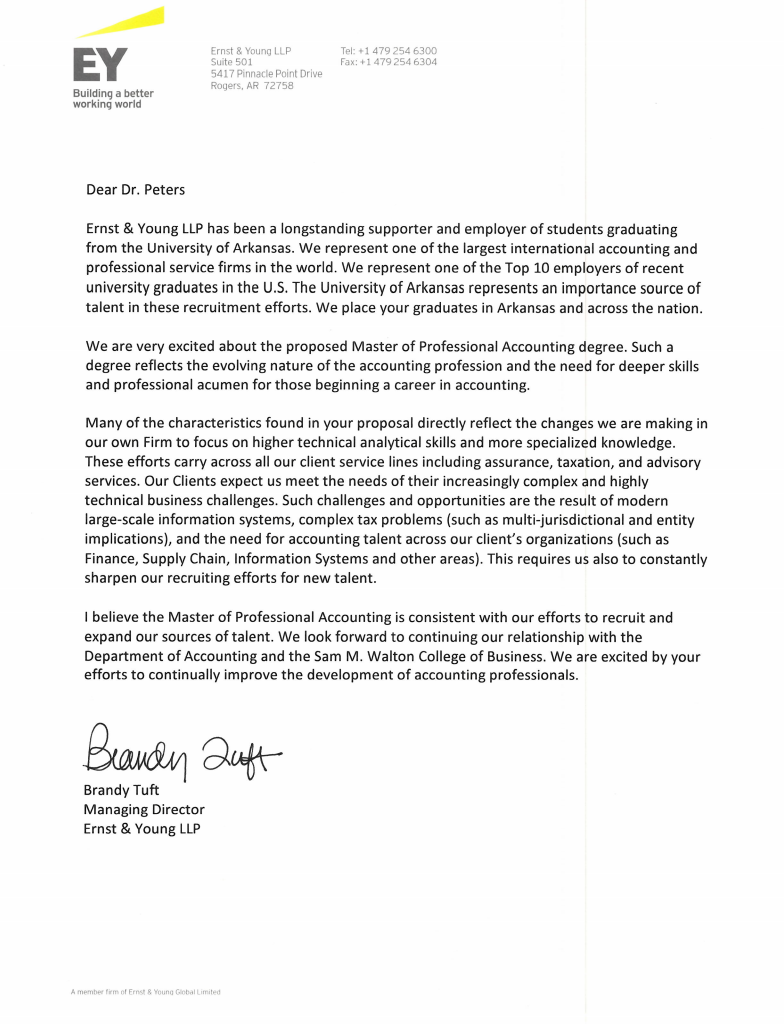 EY
Building a better
working world
Ernst & Young LLP
Suite 501
5417 Pinnacle Point Drive
Rogers, AR 72758
Tel: +1 479 254 6300
Fax: +1 479 254 6304
Dear Dr. Peters
Ernst & Young LLP has been a longstanding supporter and employer of students graduating
from the University of Arkansas. We represent one of the largest international accounting and
professional service firms in the world. We represent one of the Top 10 employers of recent
university graduates in the U.S. The University of Arkansas represents an importance source of
talent in these recruitment efforts. We place your graduates in Arkansas and across the nation.
We are very excited about the proposed Master of Professional Accounting degree. Such a
degree reflects the evolving nature of the accounting profession and the need for deeper skills
and professional acumen for those beginning a career in accounting.
Many of the characteristics found in your proposal directly reflect the changes we are making in
our own Firm to focus on higher technical analytical skills and more specialized knowledge.
These efforts carry across all our client service lines including assurance, taxation, and advisory
services. Our Clients expect us meet the needs of their increasingly complex and highly
technical business challenges. Such challenges and opportunities are the result of modern
large-scale information systems, complex tax problems (such as multi-jurisdictional and entity
implications), and the need for accounting talent across our client's organizations (such as
Finance, Supply Chain, Information Systems and other areas). This requires us also to constantly
sharpen our recruiting efforts for new talent.
I believe the Master of Professional Accounting is consistent with our efforts to recruit and
expand our sources of talent. We look forward to continuing our relationship with the
Department of Accounting and the Sam M. Walton College of Business. We are excited by your
efforts to continually improve the development of accounting professionals.
Brandy Tuft
Brandy Tuft
Managing Director
Ernst & Young LLP
A member firm of Ernst & Young Global Limited